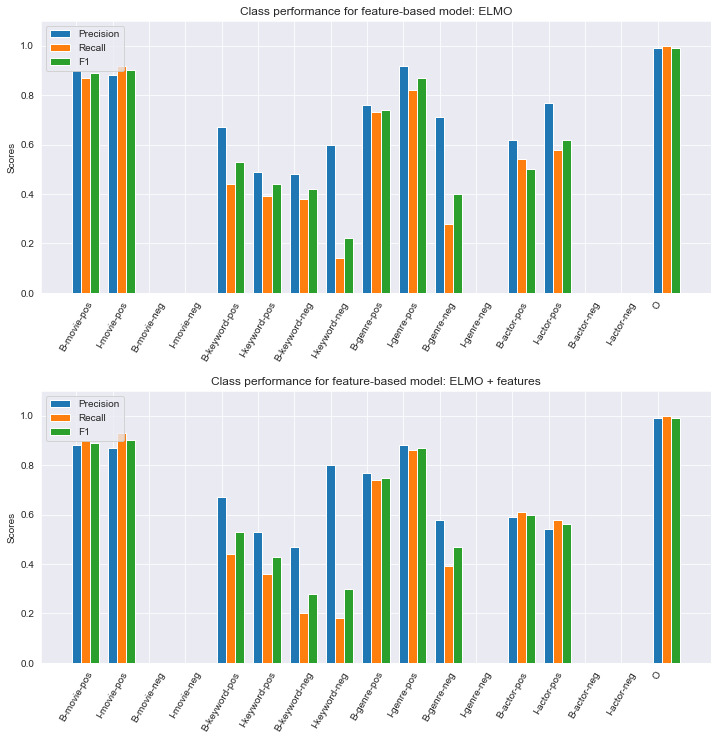 Class performance for feature-based model: ELMO
Precision
Recall
F1
Scores
1.0
0.8
0.6
0.4
0.2
0.0
B-movie-pos
I-movie-pos
B-movie-neg
I-movie-neg
B-keyword-pos
I-keyword-pos
B-keyword-neg
I-keyword-neg
B-genre-pos
I-genre-pos
B-genre-neg
I-genre-neg
B-actor-pos
I-actor-pos
B-actor-neg
I-actor-neg
O
Class performance for feature-based model: ELMO + features
Precision
Recall
F1
Scores
1.0
0.8
0.6
0.4
0.2
0.0
B-movie-pos
I-movie-pos
B-movie-neg
I-movie-neg
B-keyword-pos
I-keyword-pos
B-keyword-neg
I-keyword-neg
B-genre-pos
I-genre-pos
B-genre-neg
I-genre-neg
B-actor-pos
I-actor-pos
B-actor-neg
I-actor-neg
O